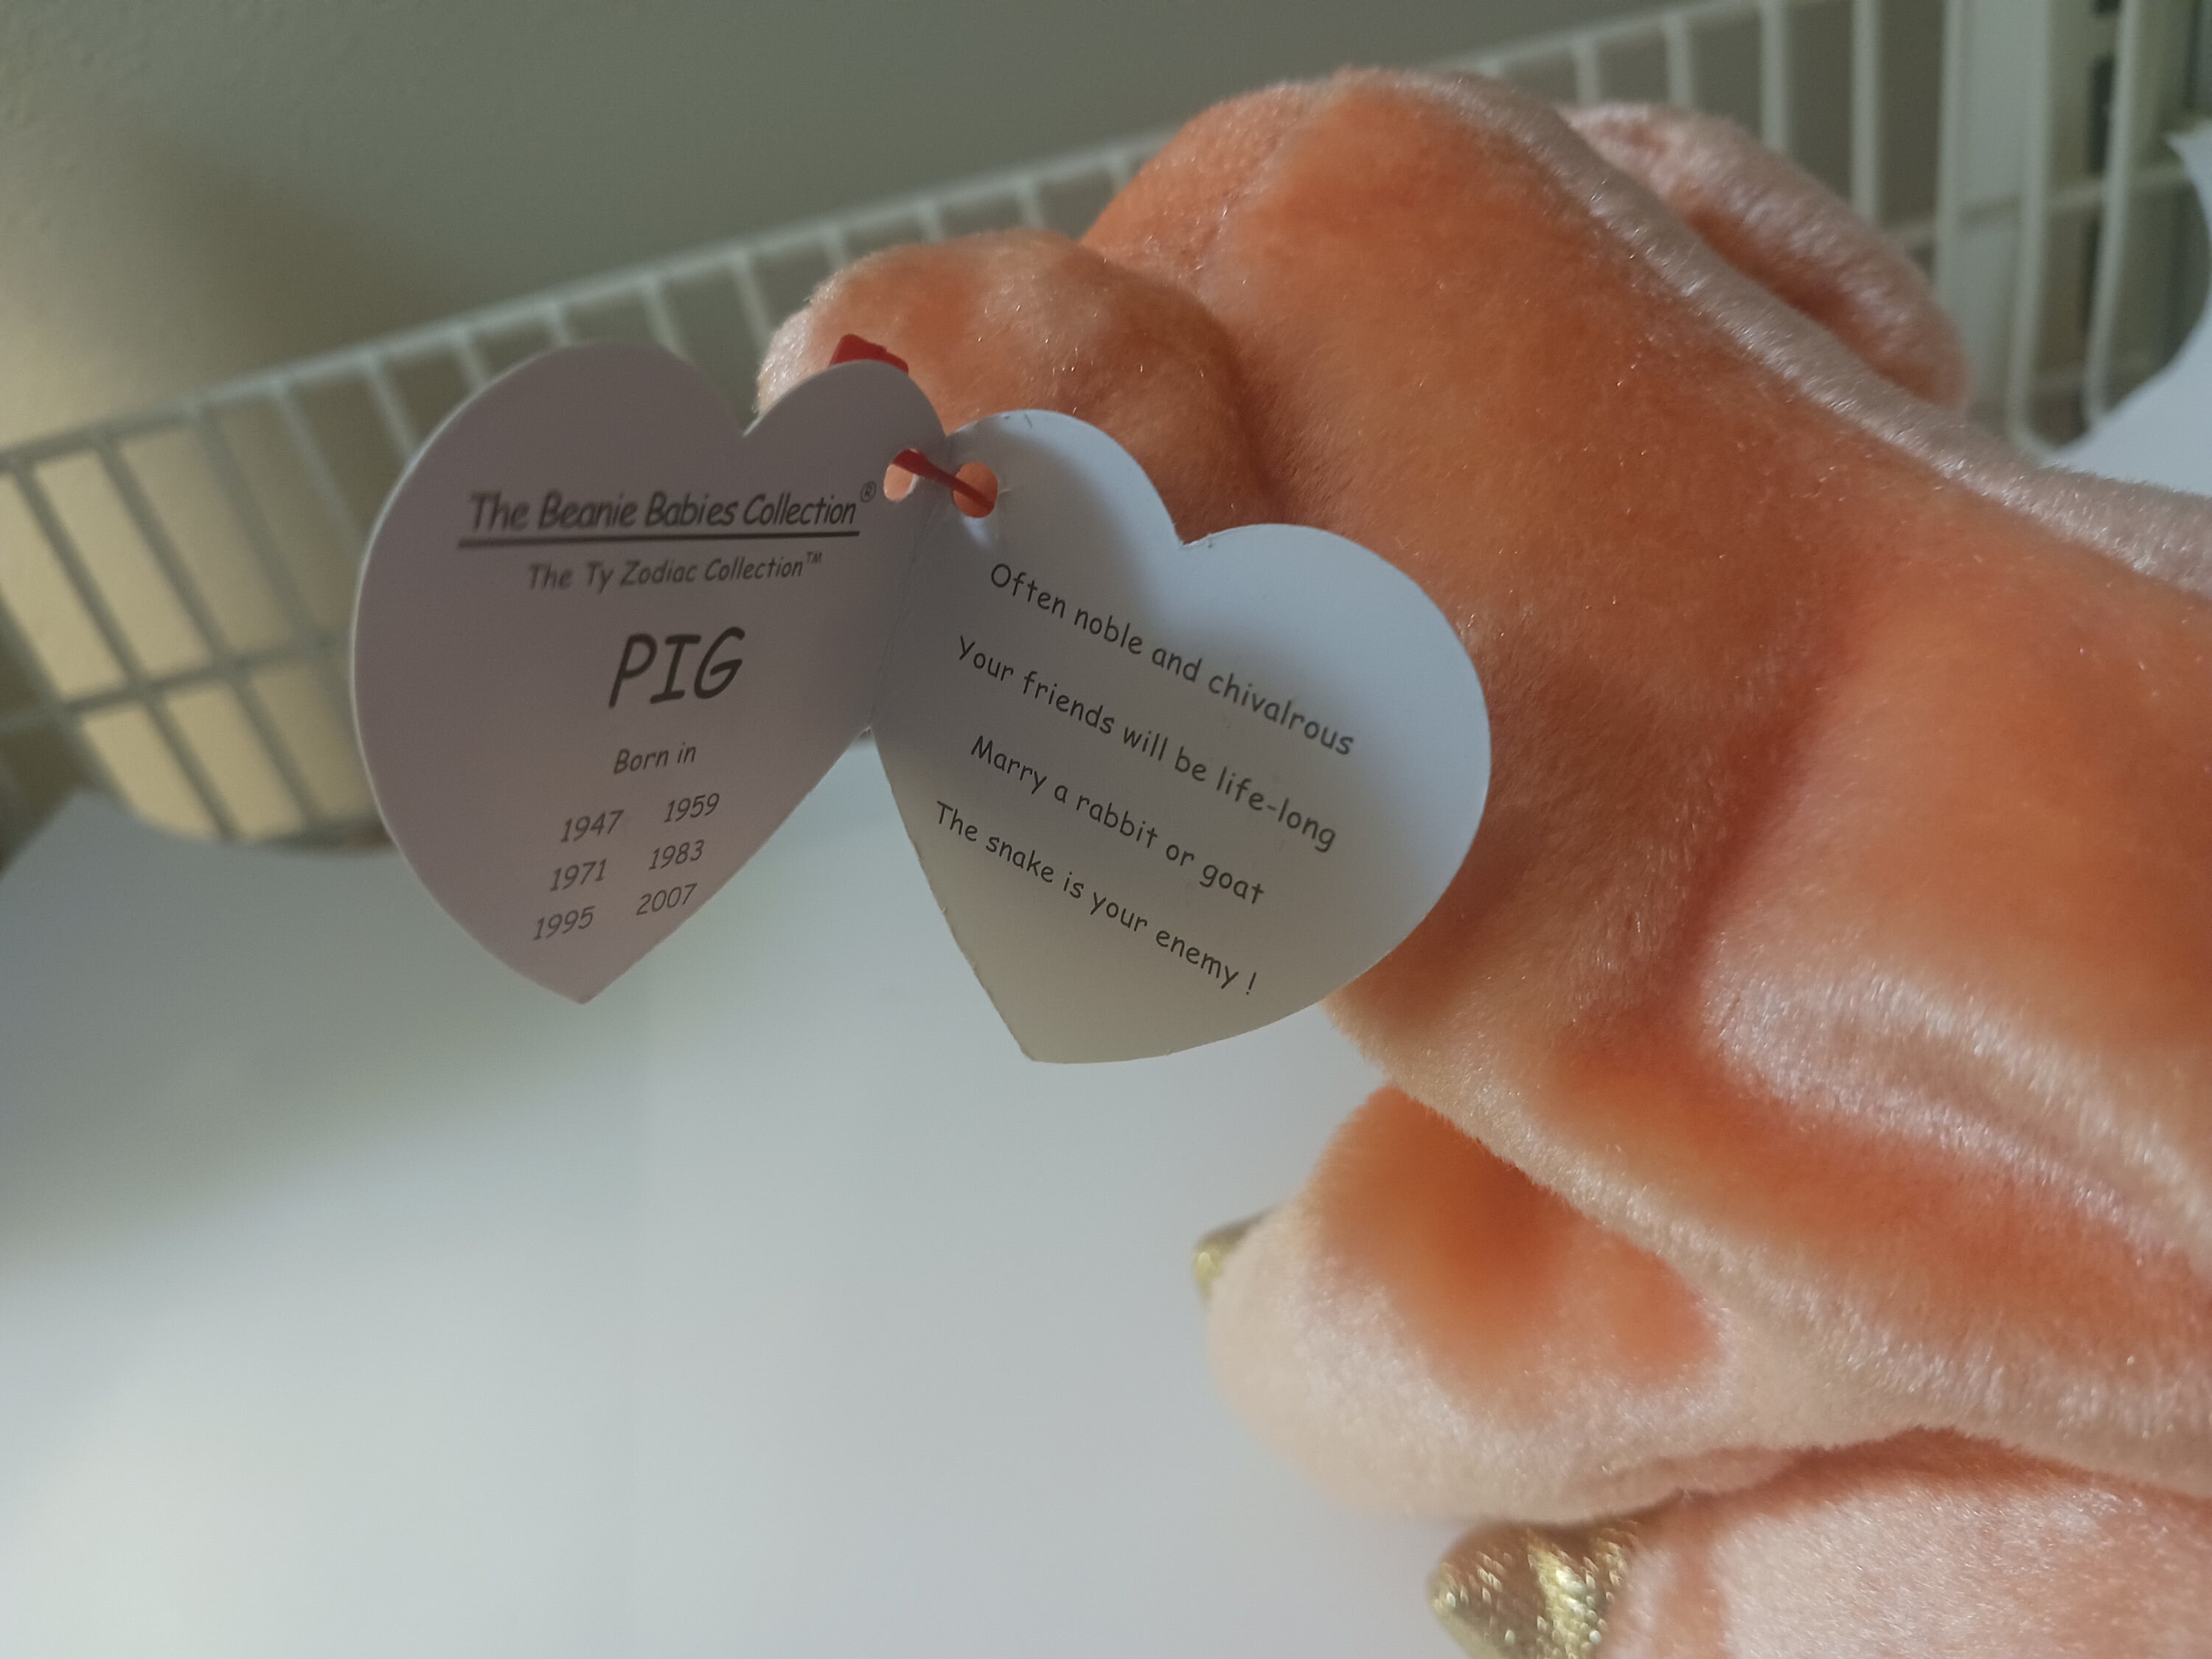 The Beanie Babies Collection®
The Ty Zodiac Collection™
PIG
Born in
1947 1959
1971 1983
1995 2007
Often noble and chivalrous
Your friends will be life-long
Marry a rabbit or goat
The snake is your enemy !